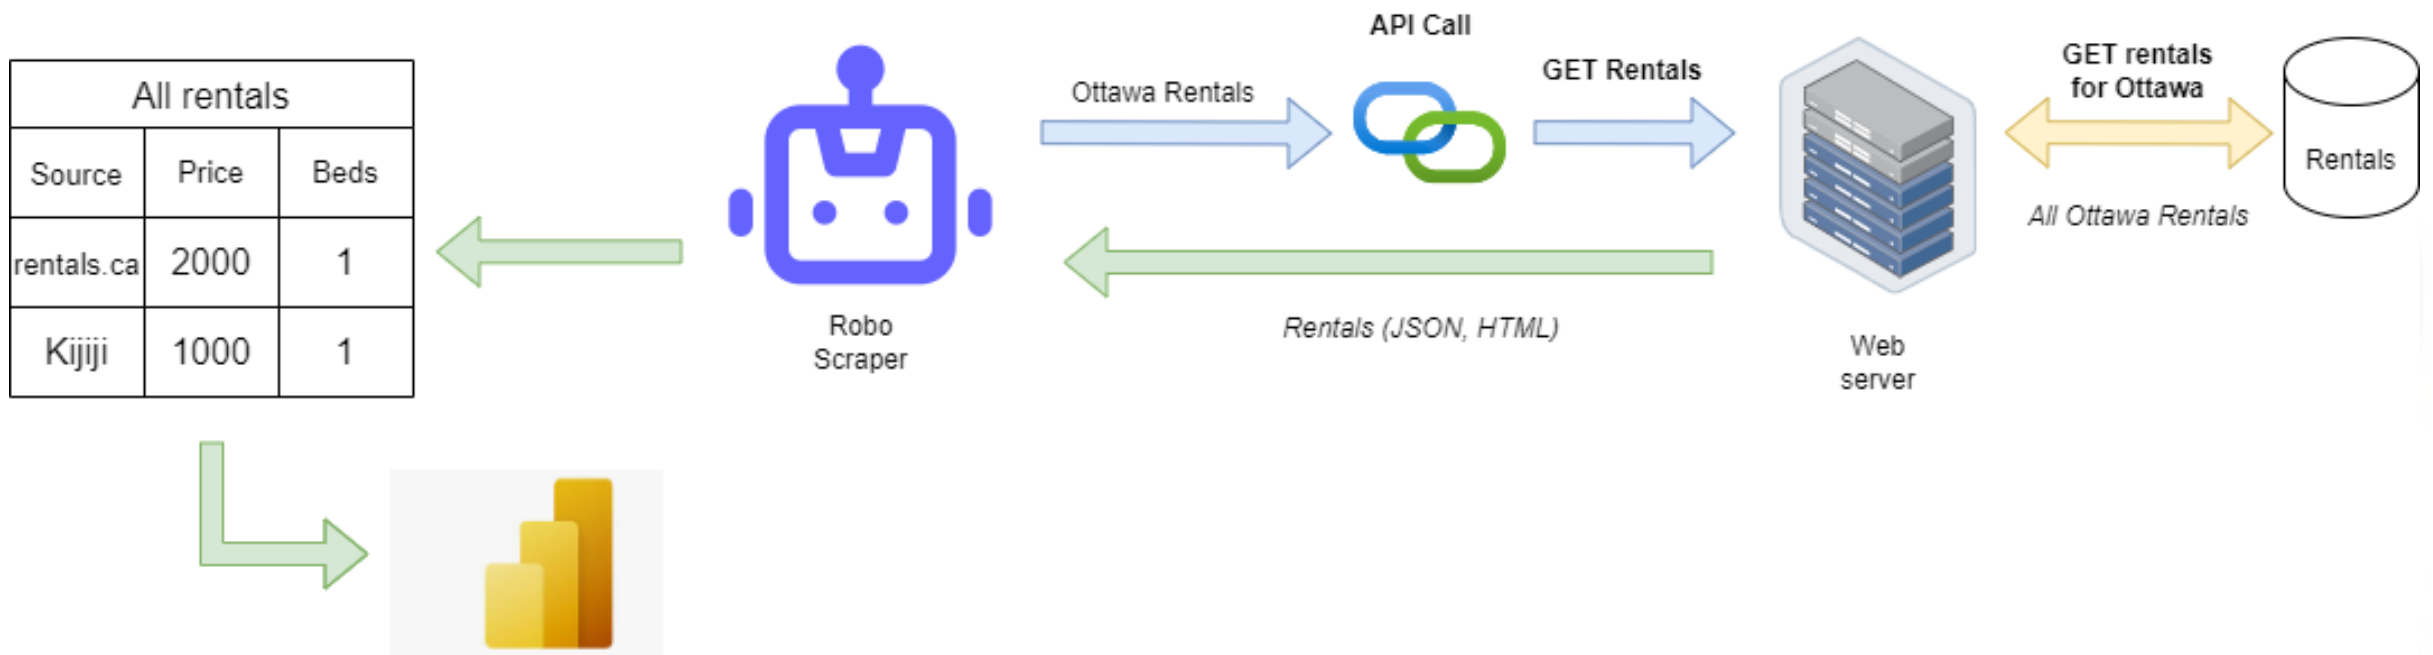 All rentals
Source Price Beds
rentals.ca 2000 1
Kijiji 1000 1
Robo
Scraper
Ottawa Rentals
API Call
GET Rentals
Rentals (JSON, HTML)
Web
server
GET rentals
for Ottawa
All Ottawa Rentals
Rentals